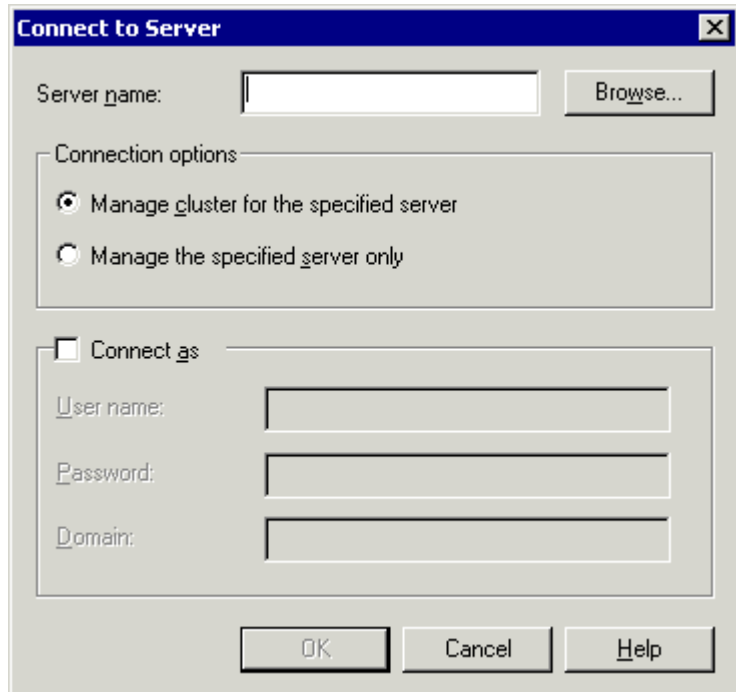 Connect to Server
Server name:
Browse...
Connection options
Manage cluster for the specified server
Manage the specified server only
Connect as
User name:
Password:
Domain:
OK Cancel Help